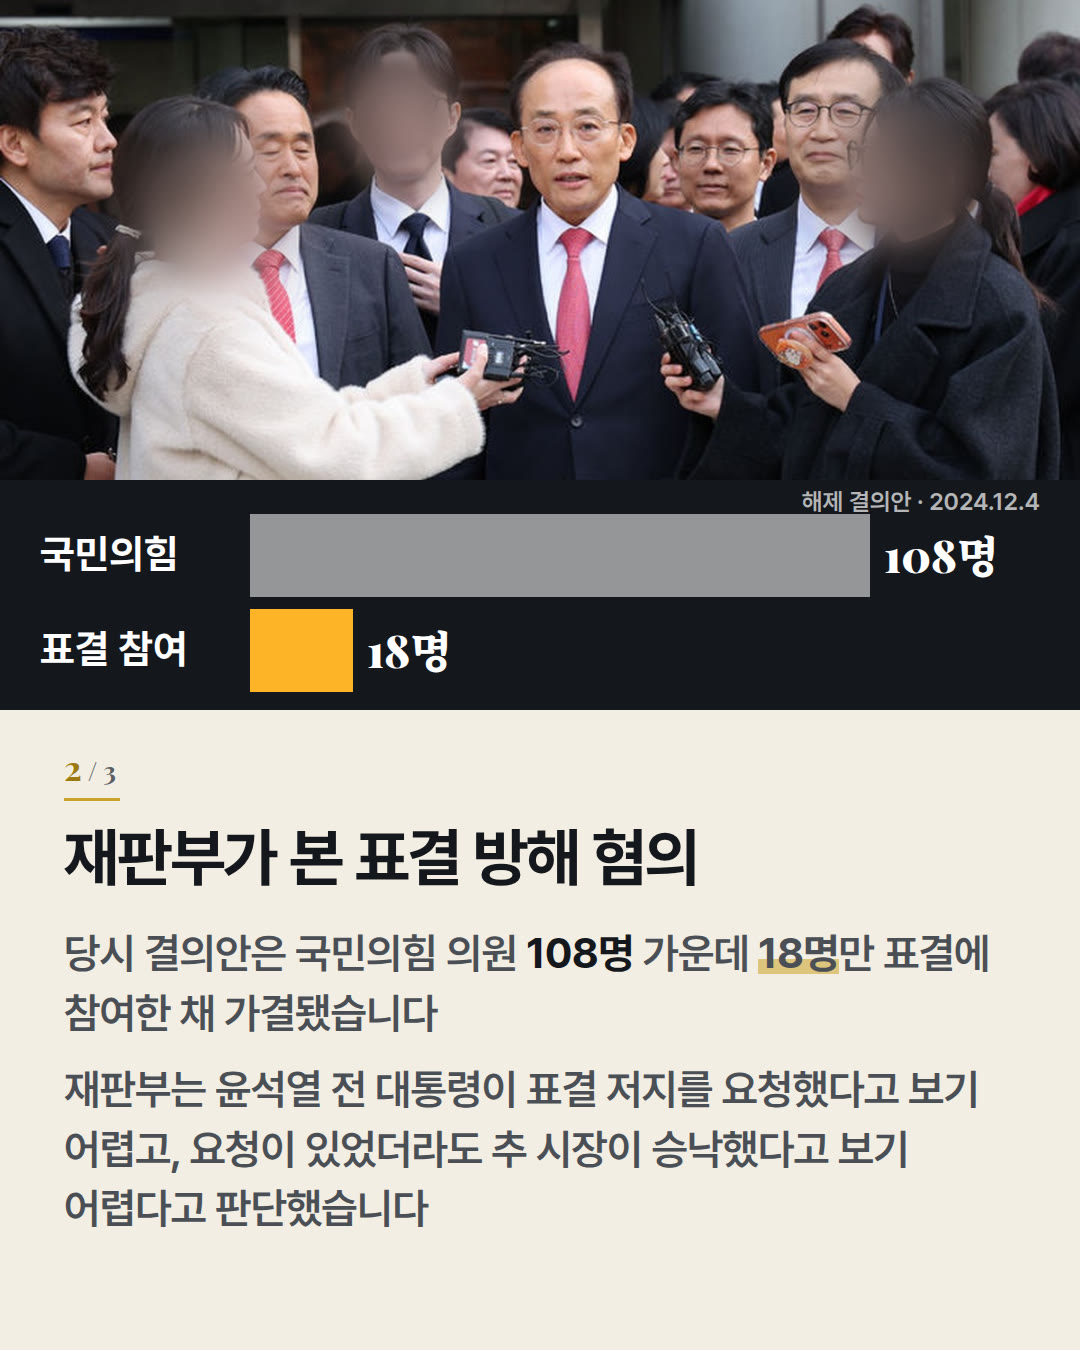 해제 결의안 · 2024.12.4
국민의힘 108명
표결 참여 18명
2 / 3
재판부가 본 표결 방해 혐의
당시 결의안은 국민의힘 의원 108명 가운데 18명만 표결에
참여한 채 가결됐습니다
재판부는 윤석열 전 대통령이 표결 저지를 요청했다고 보기
어렵고, 요청이 있었더라도 추 시장이 승낙했다고 보기
어렵다고 판단했습니다